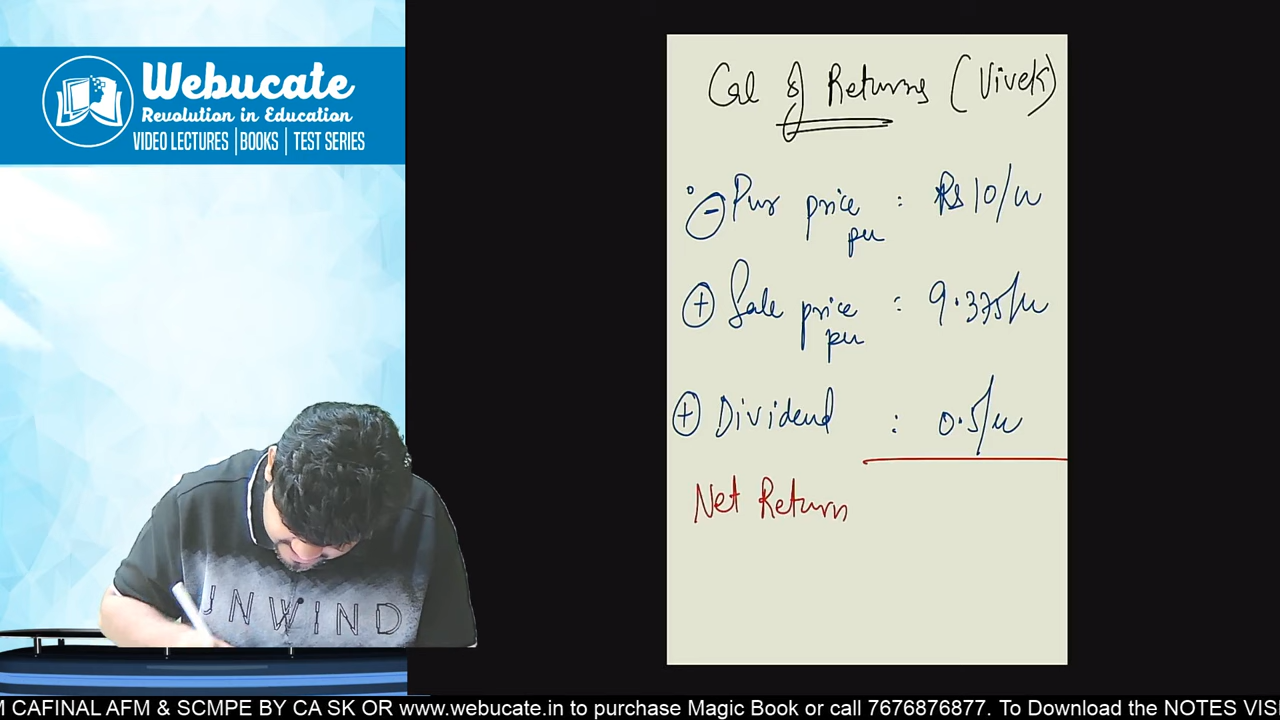 Webucate
Revolution in Education
VIDEO LECTURES | BOOKS | TEST SERIES
Cal of Returns (Vivek)
⊖ Pur price : Rs 10/u
pu
⊕ Sale price : 9.375/u
pu
⊕ Dividend : 0.5/u
Net Return
UNWIND
M CAFINAL AFM & SCMPE BY CA SK OR www.webucate.in to purchase Magic Book or call 7676876877. To Download the NOTES VIS